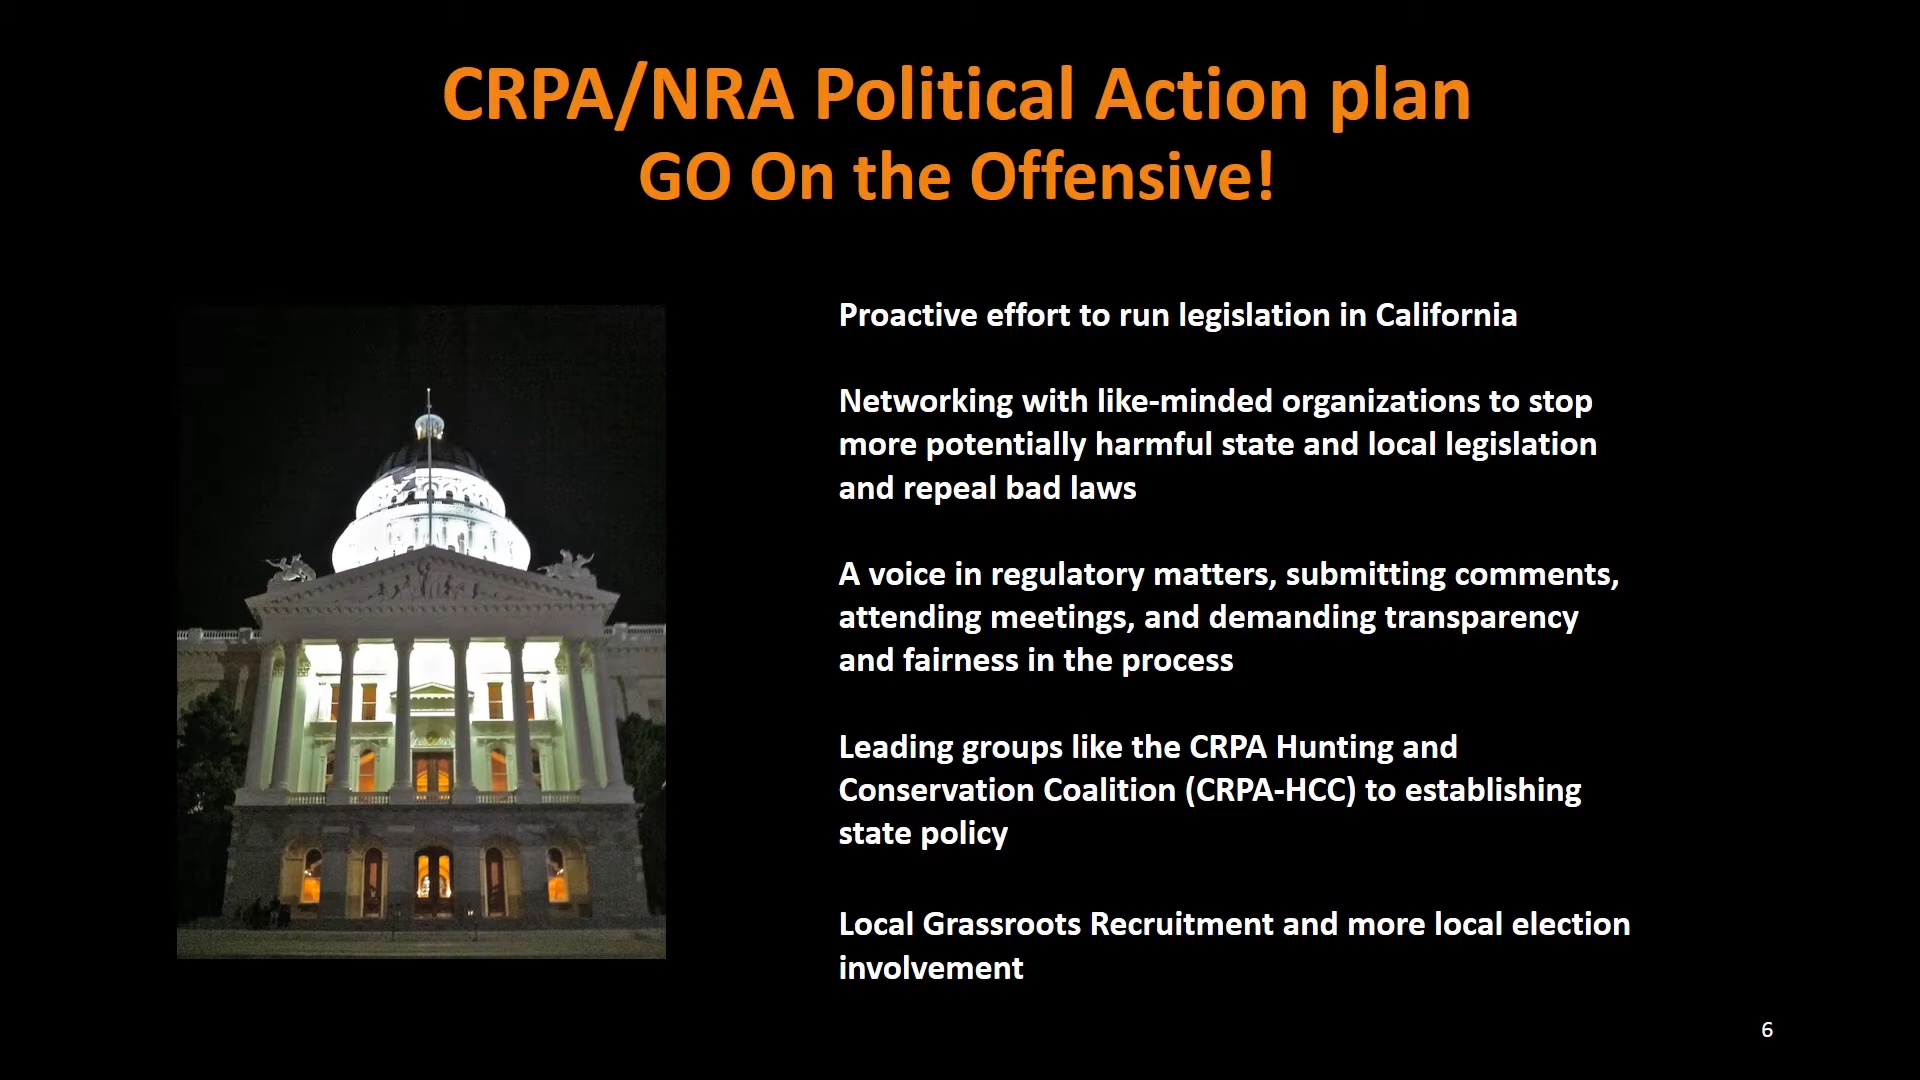 CRPA/NRA Political Action plan
GO On the Offensive!
Proactive effort to run legislation in California
Networking with like-minded organizations to stop
more potentially harmful state and local legislation
and repeal bad laws
A voice in regulatory matters, submitting comments,
attending meetings, and demanding transparency
and fairness in the process
Leading groups like the CRPA Hunting and
Conservation Coalition (CRPA-HCC) to establishing
state policy
Local Grassroots Recruitment and more local election
involvement
6